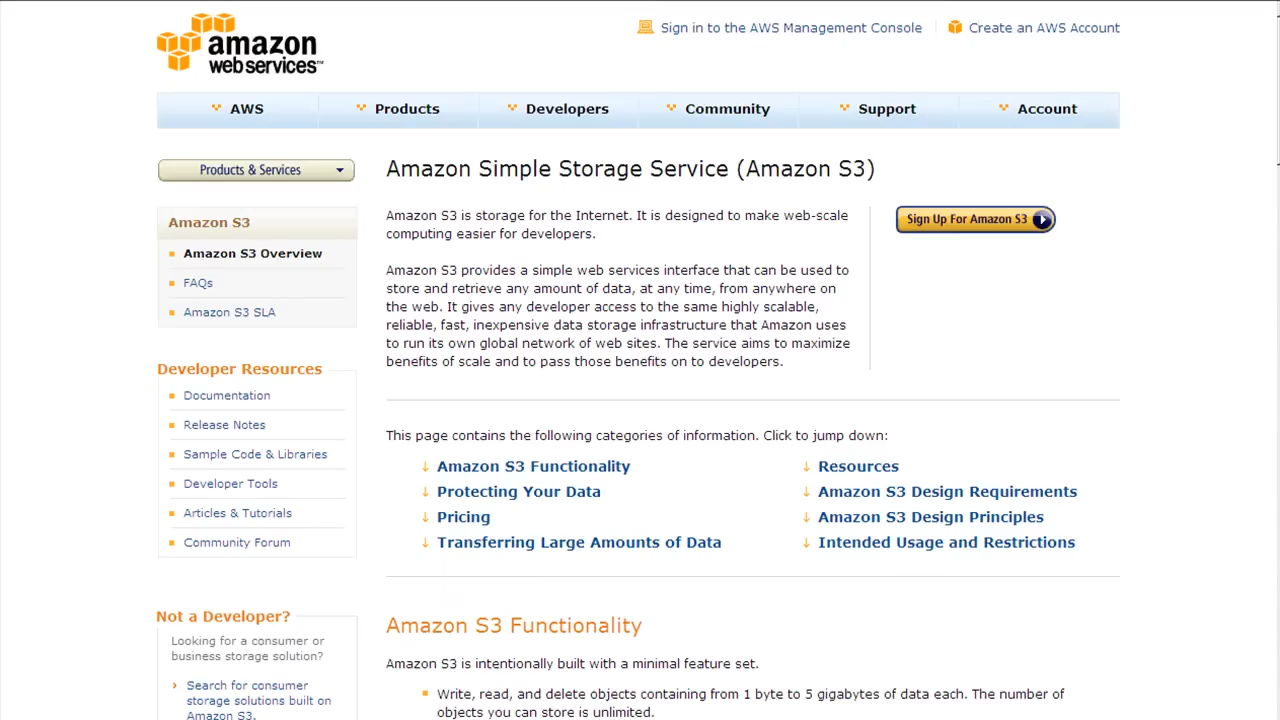 amazon
webservices™
Sign in to the AWS Management Console
Create an AWS Account
AWS
Products
Developers
Community
Support
Account
Products & Services
Amazon S3
Amazon S3 Overview
FAQs
Amazon S3 SLA
Developer Resources
Documentation
Release Notes
Sample Code & Libraries
Developer Tools
Articles & Tutorials
Community Forum
Not a Developer?
Looking for a consumer or
business storage solution?
Search for consumer
storage solutions built on
Amazon S3.
Amazon Simple Storage Service (Amazon S3)
Amazon S3 is storage for the Internet. It is designed to make web-scale
computing easier for developers.
Amazon S3 provides a simple web services interface that can be used to
store and retrieve any amount of data, at any time, from anywhere on
the web. It gives any developer access to the same highly scalable,
reliable, fast, inexpensive data storage infrastructure that Amazon uses
to run its own global network of web sites. The service aims to maximize
benefits of scale and to pass those benefits on to developers.
Sign Up For Amazon S3
This page contains the following categories of information. Click to jump down:
Amazon S3 Functionality
Protecting Your Data
Pricing
Transferring Large Amounts of Data
Resources
Amazon S3 Design Requirements
Amazon S3 Design Principles
Intended Usage and Restrictions
Amazon S3 Functionality
Amazon S3 is intentionally built with a minimal feature set.
Write, read, and delete objects containing from 1 byte to 5 gigabytes of data each. The number of
objects you can store is unlimited.